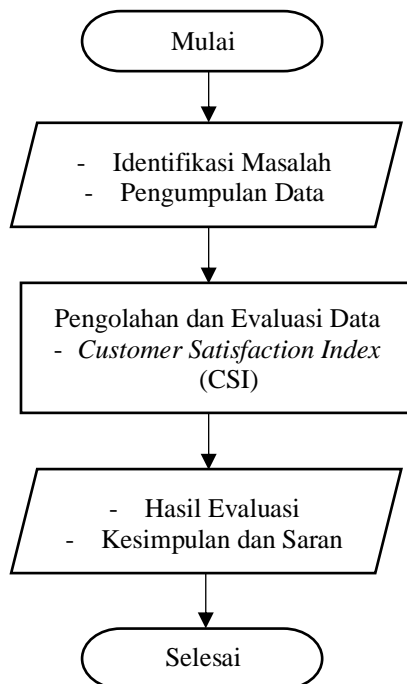 Mulai
- Identifikasi Masalah
- Pengumpulan Data
Pengolahan dan Evaluasi Data
- Customer Satisfaction Index
(CSI)
- Hasil Evaluasi
- Kesimpulan dan Saran
Selesai